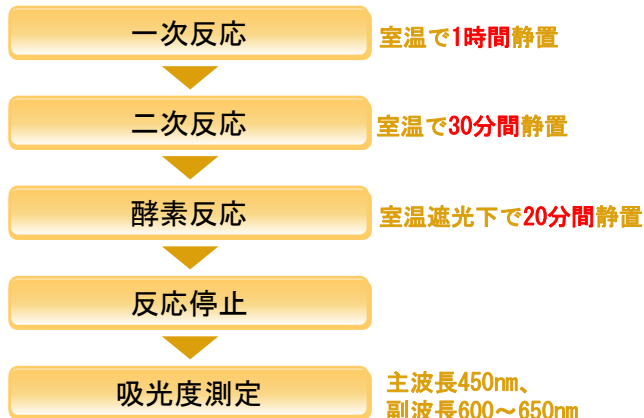 一次反応
室温で1時間静置
二次反応
室温で30分間静置
酵素反応
室温遮光下で20分間静置
反応停止
吸光度測定
主波長450nm、
副波長600～650nm